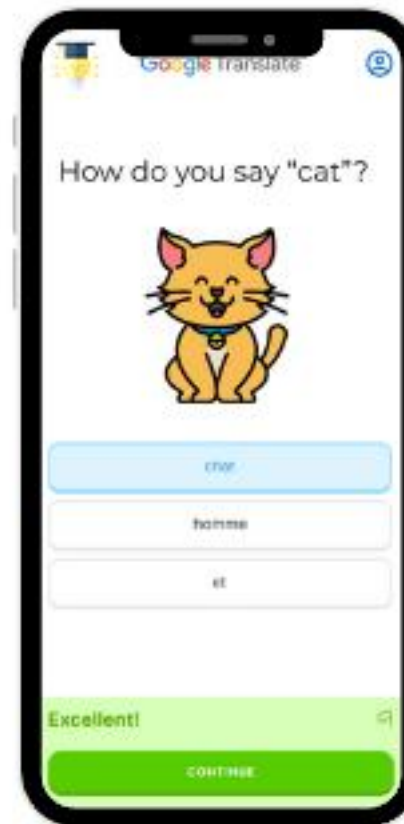 Google Translate
How do you say "cat"?
chat
homme
et
Excellent!
CONTINUE